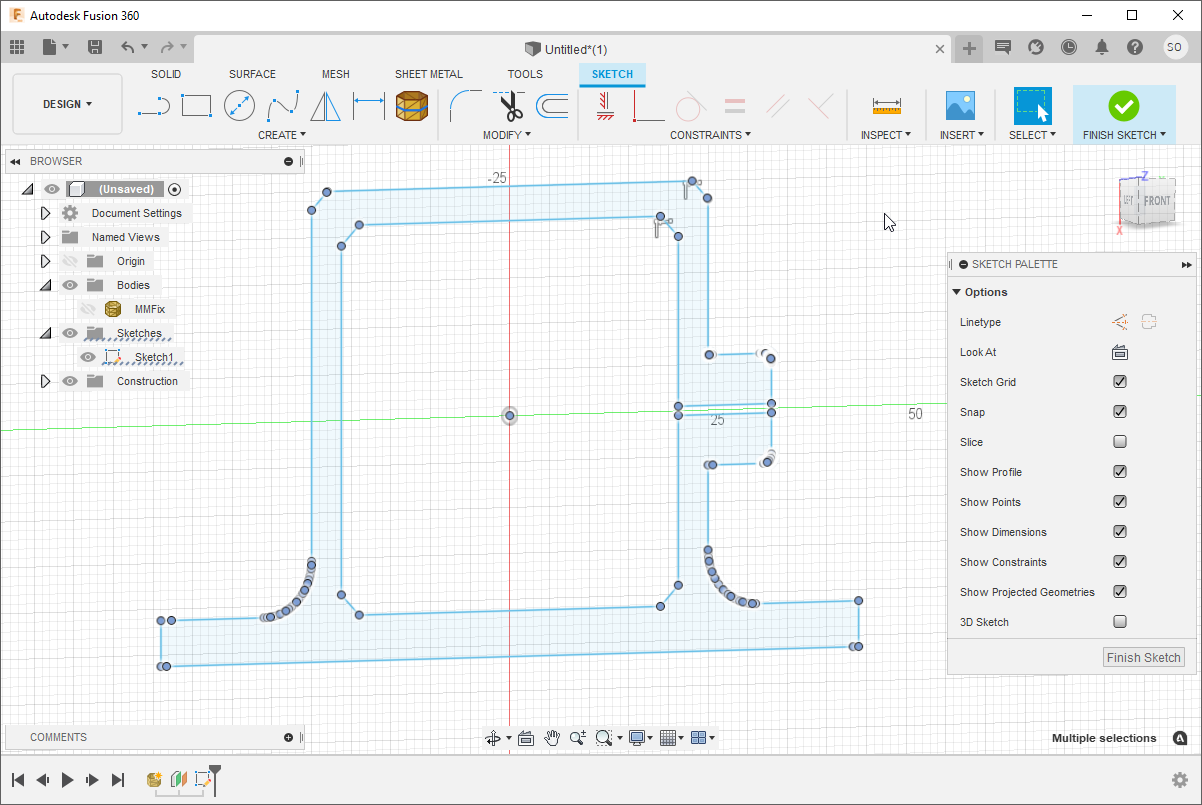 Autodesk Fusion 360
Untitled*(1)
SO
SOLID SURFACE MESH SHEET METAL TOOLS SKETCH
DESIGN
CREATE MODIFY CONSTRAINTS INSPECT INSERT SELECT FINISH SKETCH
BROWSER
(Unsaved)
Document Settings
Named Views
Origin
Bodies
MMFix
Sketches
Sketch1
Construction
-25
25
50
Z
LEFT FRONT
X
SKETCH PALETTE
Options
Linetype
Look At
Sketch Grid
Snap
Slice
Show Profile
Show Points
Show Dimensions
Show Constraints
Show Projected Geometries
3D Sketch
Finish Sketch
COMMENTS
Multiple selections